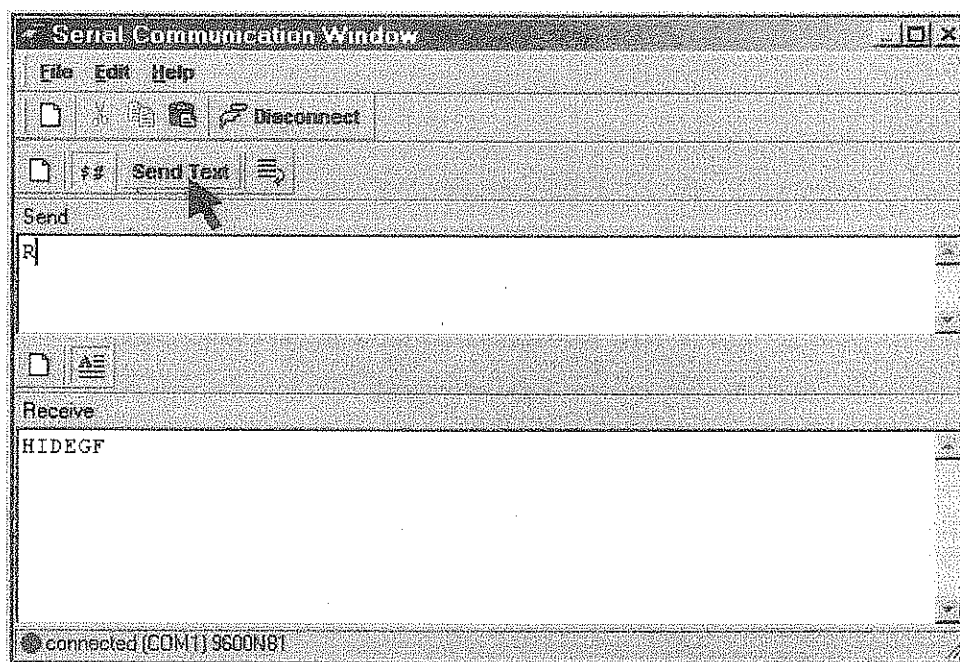 Serial Communication Window
File Edit Help
Disconnect
$# Send Text
Send
R
A
Receive
HIDEGF
connected (COM1) 9600N81